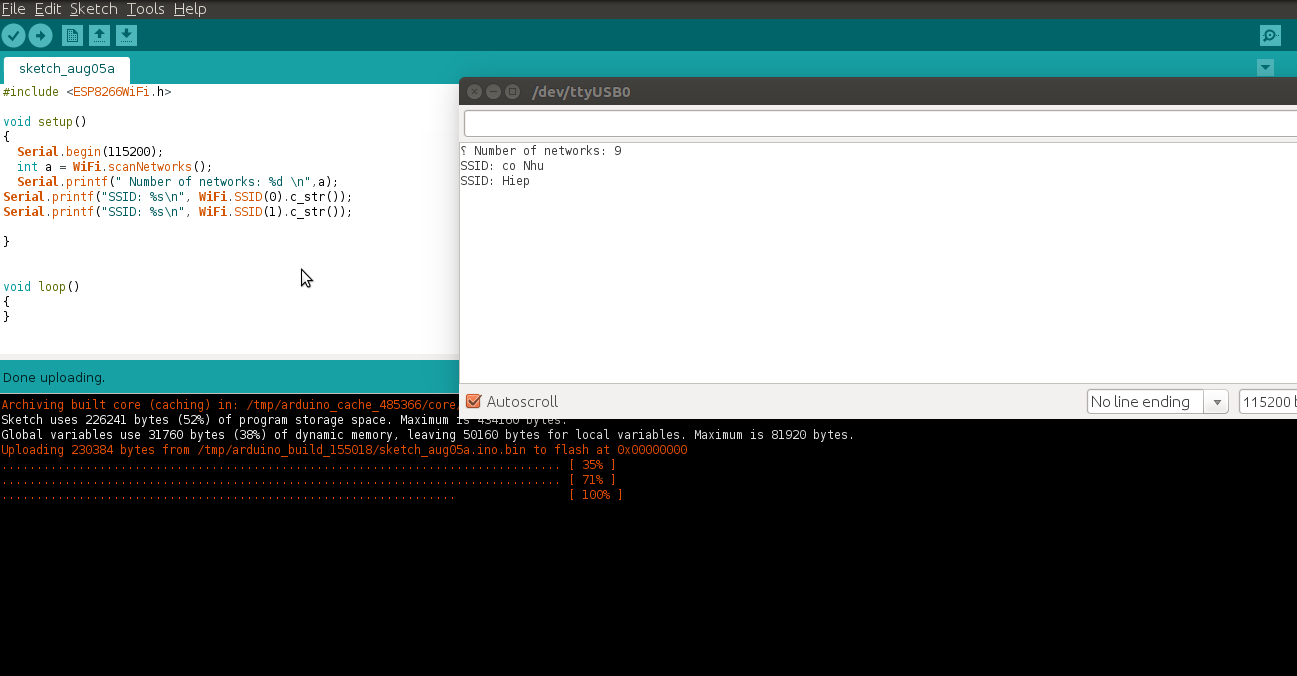 File Edit Sketch Tools Help
sketch_aug05a
#include <ESP8266WiFi.h>
void setup()
{
Serial.begin(115200);
int a = WiFi.scanNetworks();
Serial.printf(" Number of networks: %d \n",a);
Serial.printf("SSID: %s\n", WiFi.SSID(0).c_str());
Serial.printf("SSID: %s\n", WiFi.SSID(1).c_str());
}
void loop()
{
}
/dev/ttyUSB0
⸮ Number of networks: 9
SSID: co Nhu
SSID: Hiep
Autoscroll
No line ending
115200 b
Done uploading.
Archiving built core (caching) in: /tmp/arduino_cache_485366/core/
Sketch uses 226241 bytes (52%) of program storage space. Maximum is 434160 bytes.
Global variables use 31760 bytes (38%) of dynamic memory, leaving 50160 bytes for local variables. Maximum is 81920 bytes.
Uploading 230384 bytes from /tmp/arduino_build_155018/sketch_aug05a.ino.bin to flash at 0x00000000
................................................................................ [ 35% ]
................................................................................ [ 71% ]
................................................................. [ 100% ]